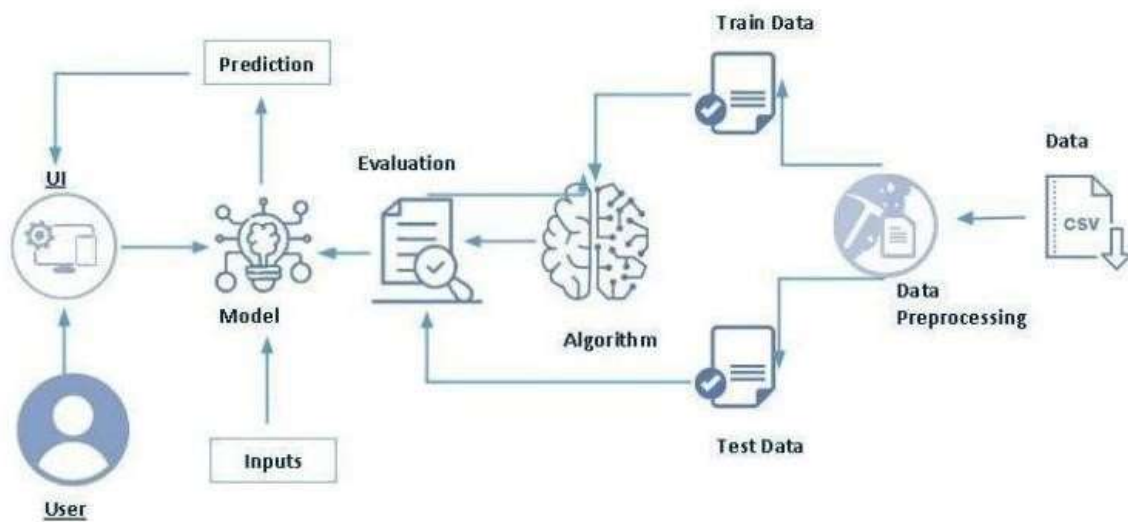 Train Data
Prediction
Data
Evaluation
UI
CSV
Model
Data
Preprocessing
Algorithm
Test Data
Inputs
User